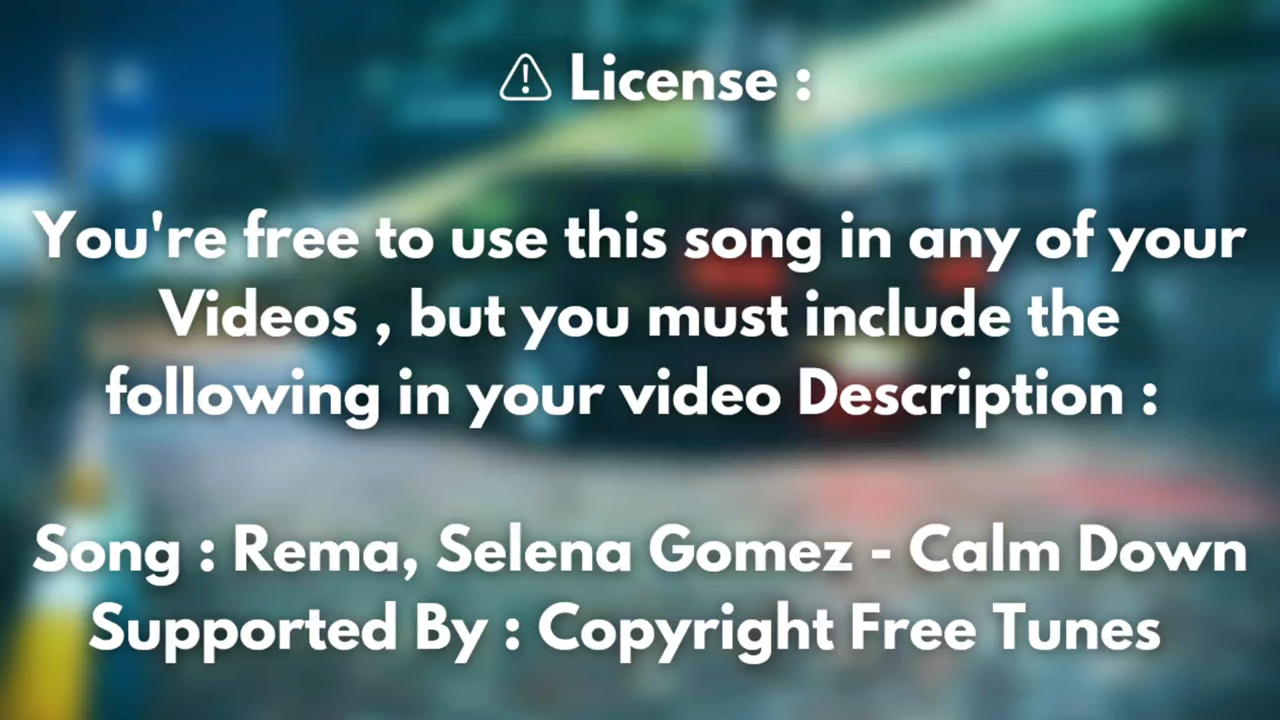 ⚠ License :
You're free to use this song in any of your
Videos , but you must include the
following in your video Description :
Song : Rema, Selena Gomez - Calm Down
Supported By : Copyright Free Tunes